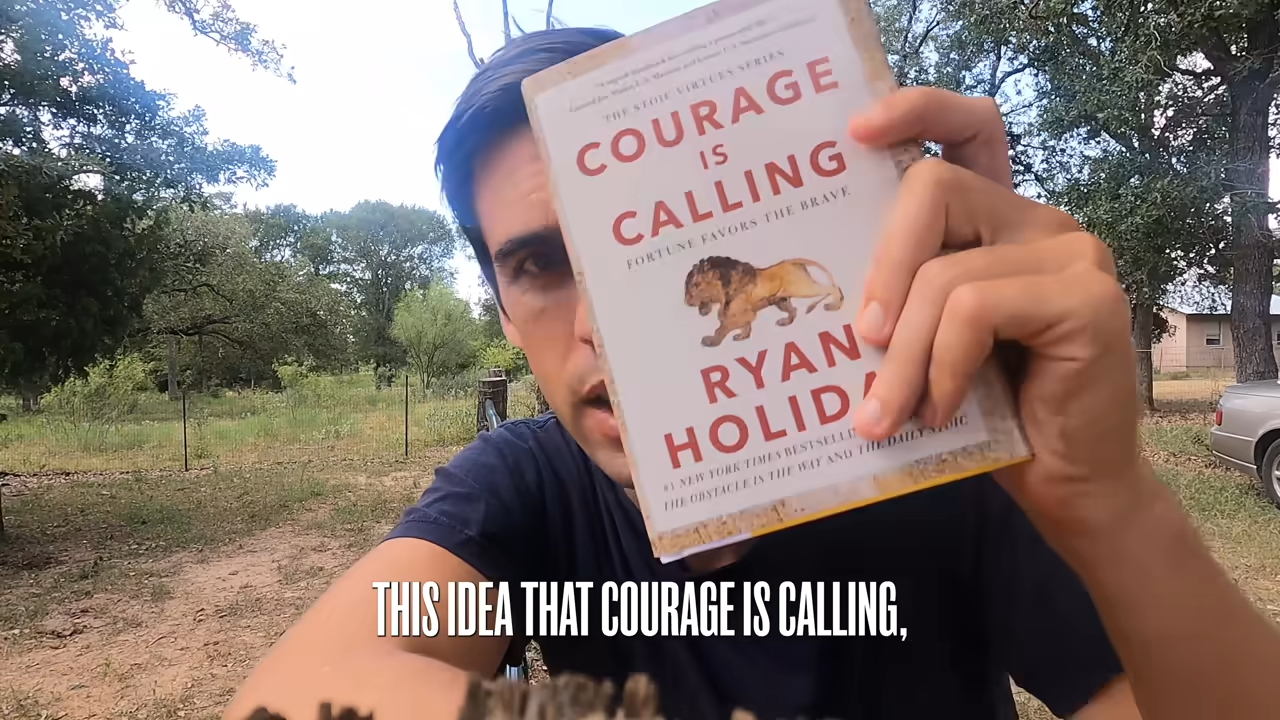 THE STOIC VIRTUES SERIES
COURAGE
IS
CALLING
FORTUNE FAVORS THE BRAVE
RYAN
HOLIDA
#1 NEW YORK TIMES BESTSELLI
THE OBSTACLE IS THE WAY AND THE DAILY STOIC
THIS IDEA THAT COURAGE IS CALLING,